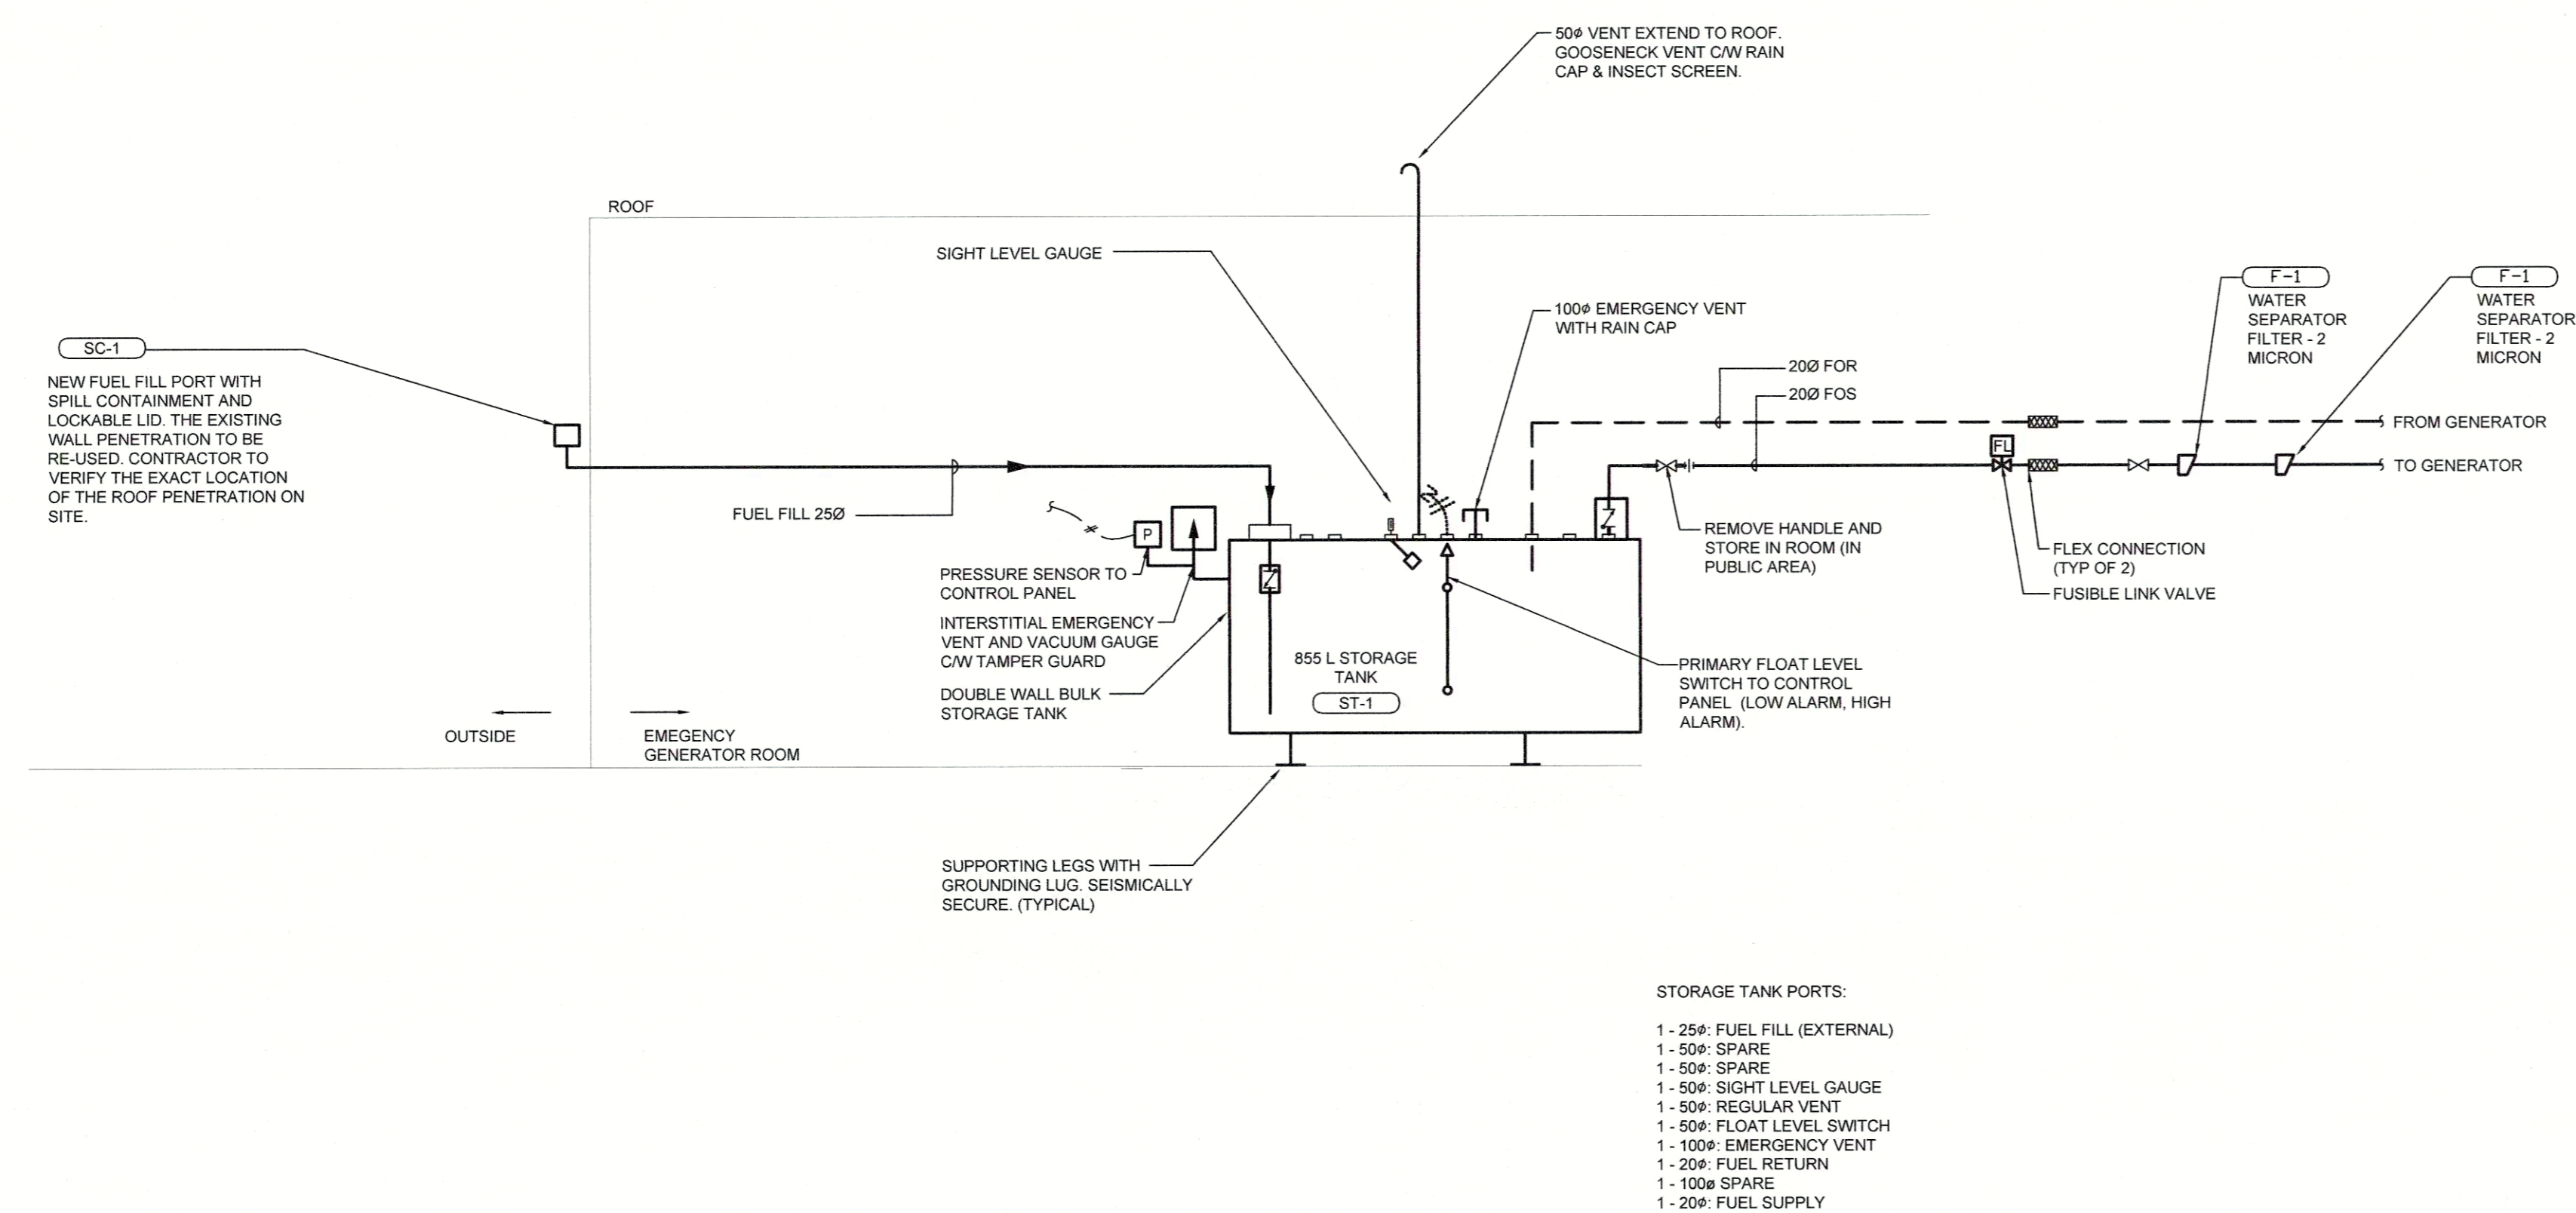 50ø VENT EXTEND TO ROOF.
GOOSENECK VENT C/W RAIN
CAP & INSECT SCREEN.
ROOF
SIGHT LEVEL GAUGE
100ø EMERGENCY VENT
WITH RAIN CAP
F-1
WATER
SEPARATOR
FILTER - 2
MICRON
F-1
WATER
SEPARATOR
FILTER - 2
MICRON
SC-1
NEW FUEL FILL PORT WITH
SPILL CONTAINMENT AND
LOCKABLE LID. THE EXISTING
WALL PENETRATION TO BE
RE-USED. CONTRACTOR TO
VERIFY THE EXACT LOCATION
OF THE ROOF PENETRATION ON
SITE.
20Ø FOR
20Ø FOS
FROM GENERATOR
FL
TO GENERATOR
FUEL FILL 25Ø
P
PRESSURE SENSOR TO
CONTROL PANEL
INTERSTITIAL EMERGENCY
VENT AND VACUUM GAUGE
C/W TAMPER GUARD
DOUBLE WALL BULK
STORAGE TANK
REMOVE HANDLE AND
STORE IN ROOM (IN
PUBLIC AREA)
FLEX CONNECTION
(TYP OF 2)
FUSIBLE LINK VALVE
855 L STORAGE
TANK
ST-1
PRIMARY FLOAT LEVEL
SWITCH TO CONTROL
PANEL (LOW ALARM, HIGH
ALARM).
OUTSIDE
EMEGENCY
GENERATOR ROOM
SUPPORTING LEGS WITH
GROUNDING LUG. SEISMICALLY
SECURE. (TYPICAL)
STORAGE TANK PORTS:
1 - 25ø: FUEL FILL (EXTERNAL)
1 - 50ø: SPARE
1 - 50ø: SPARE
1 - 50ø: SIGHT LEVEL GAUGE
1 - 50ø: REGULAR VENT
1 - 50ø: FLOAT LEVEL SWITCH
1 - 100ø: EMERGENCY VENT
1 - 20ø: FUEL RETURN
1 - 100ø SPARE
1 - 20ø: FUEL SUPPLY